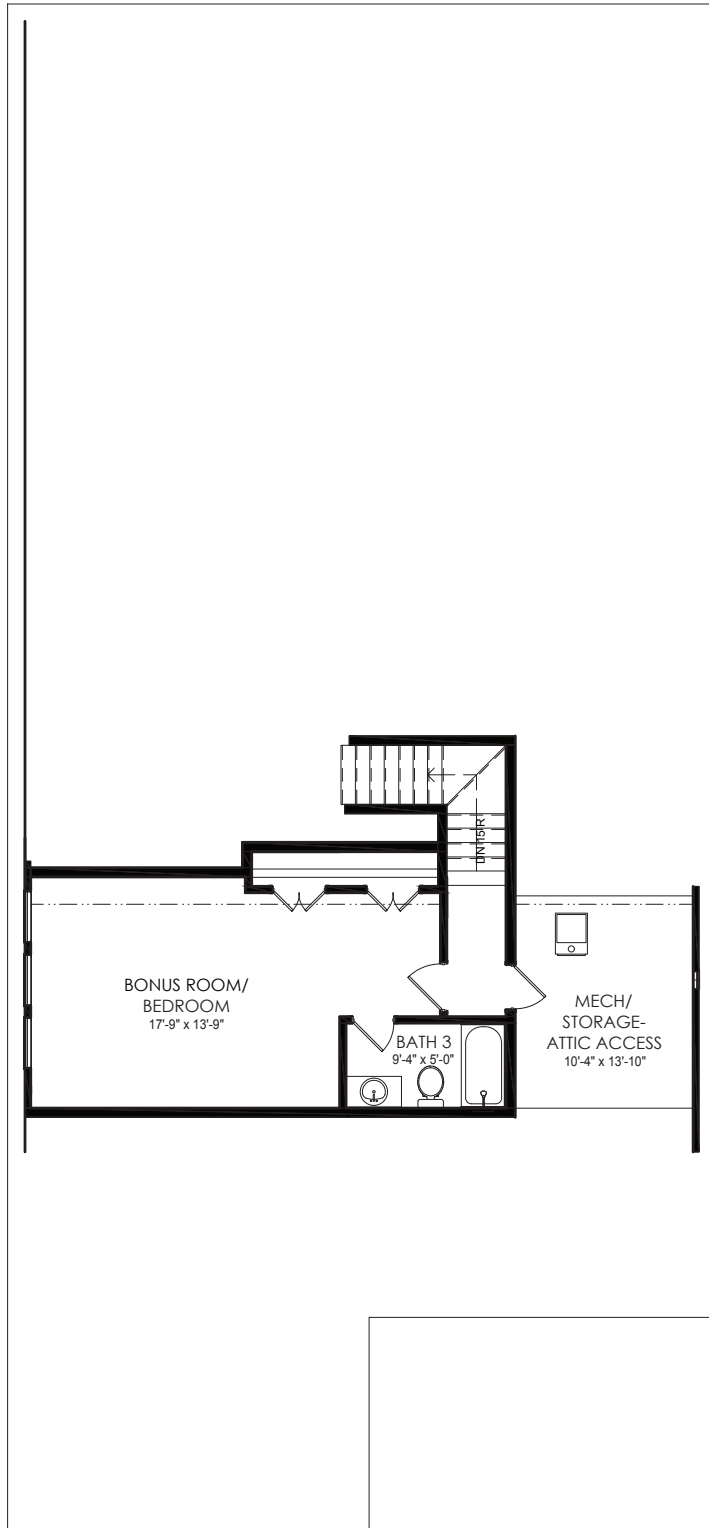 DN 15 R
BONUS ROOM/
BEDROOM
17'-9" x 13'-9"
BATH 3
9'-4" x 5'-0"
MECH/
STORAGE-
ATTIC ACCESS
10'-4" x 13'-10"